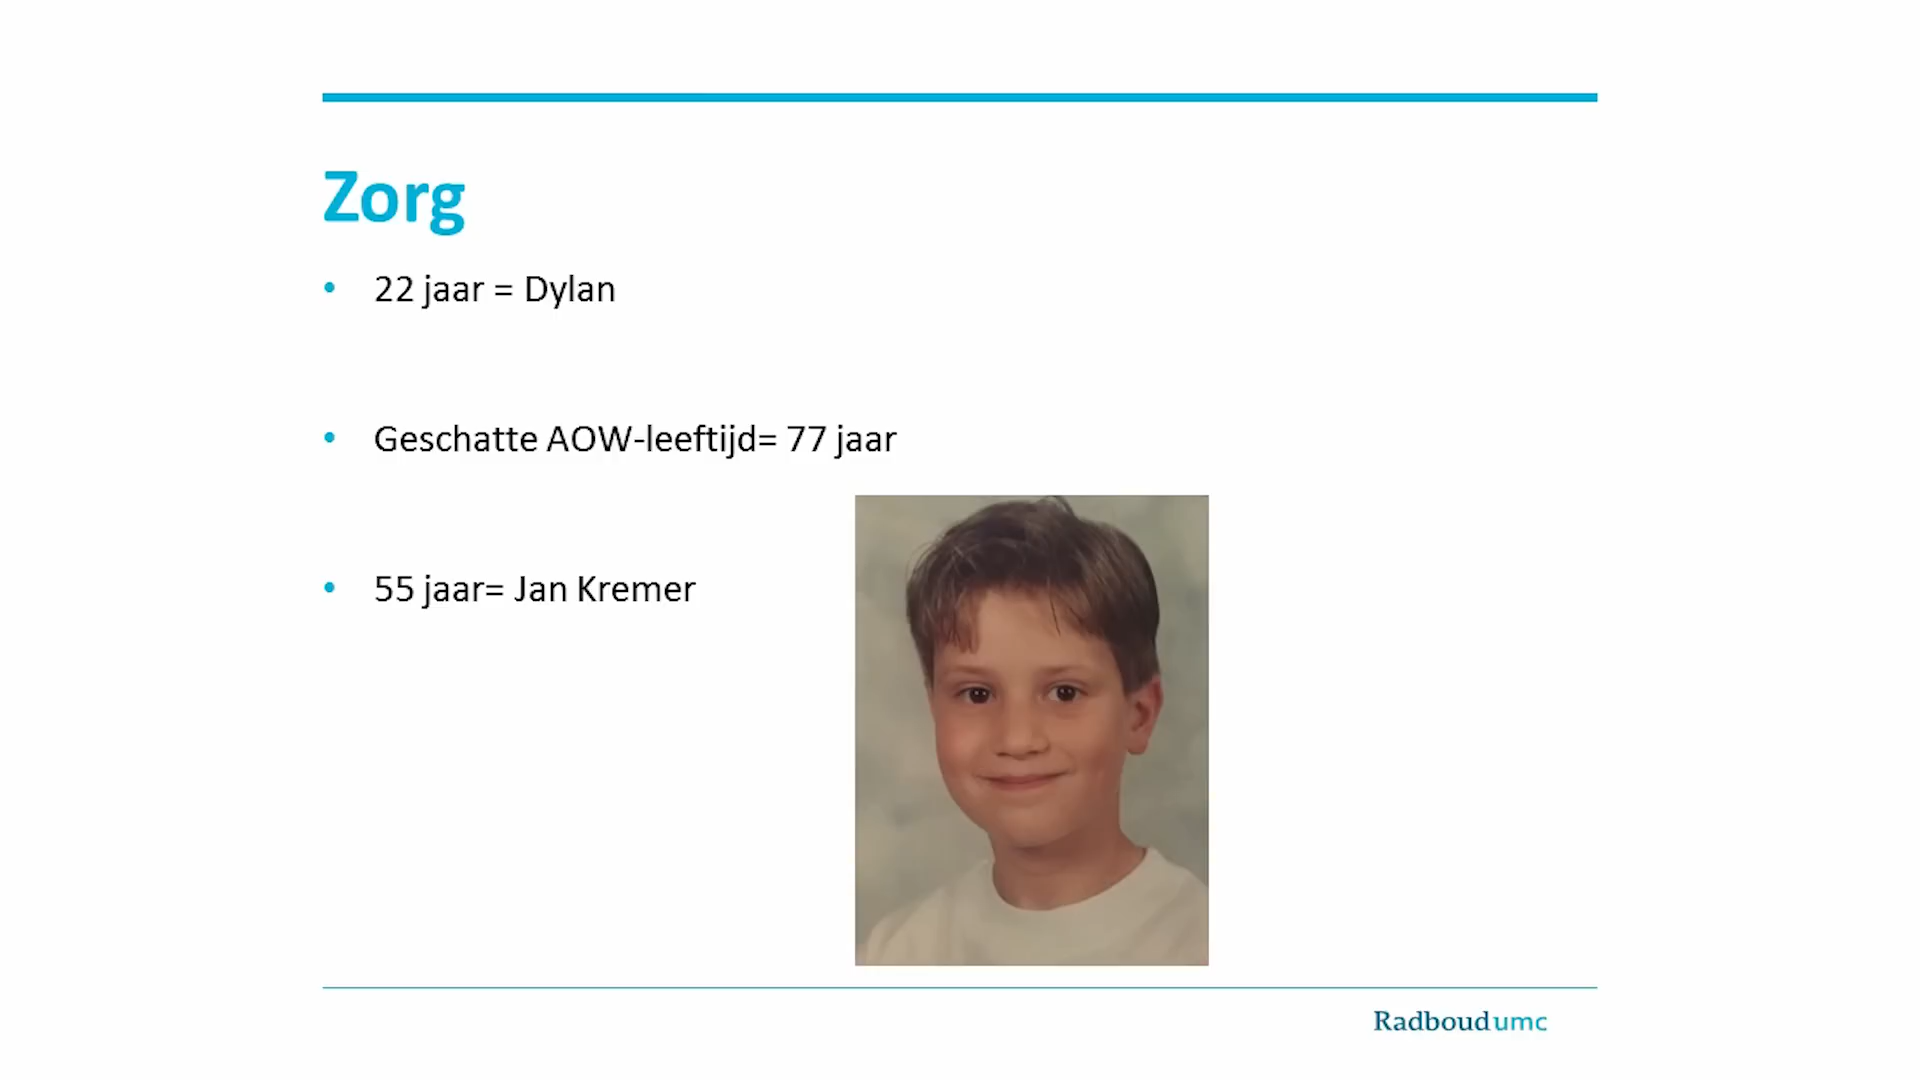 Zorg
• 22 jaar = Dylan
• Geschatte AOW-leeftijd= 77 jaar
• 55 jaar= Jan Kremer
Radboudumc